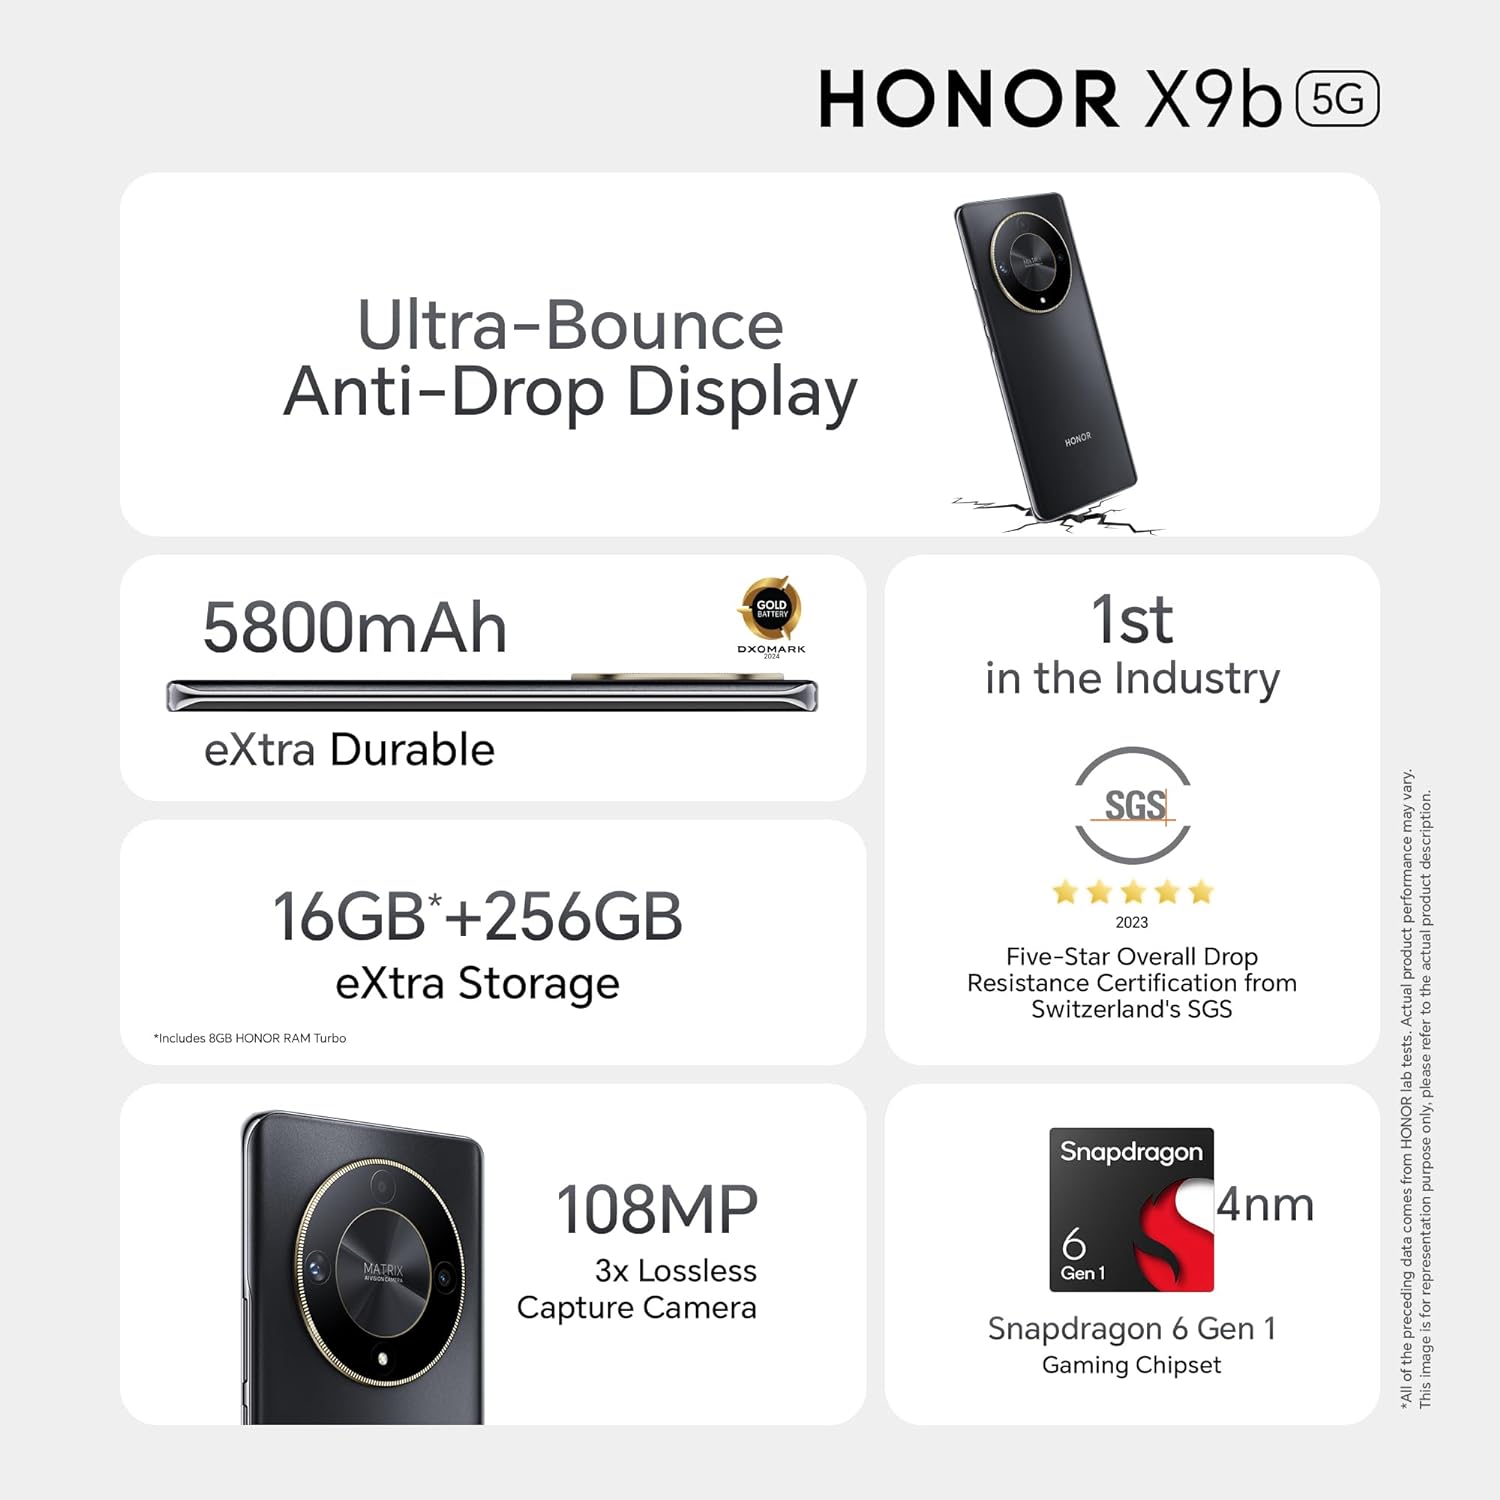 HONOR X9b 5G
Ultra-Bounce
Anti-Drop Display
HONOR
5800mAh
GOLD
BATTERY
DXOMARK
2024
eXtra Durable
1st
in the Industry
SGS
2023
Five-Star Overall Drop
Resistance Certification from
Switzerland's SGS
16GB*+256GB
eXtra Storage
*Includes 8GB HONOR RAM Turbo
MATRIX
AI VISION CAMERA
108MP
3x Lossless
Capture Camera
Snapdragon
6
Gen 1
4nm
Snapdragon 6 Gen 1
Gaming Chipset
*All of the preceding data comes from HONOR lab tests. Actual product performance may vary.
This image is for representation purpose only, please refer to the actual product description.